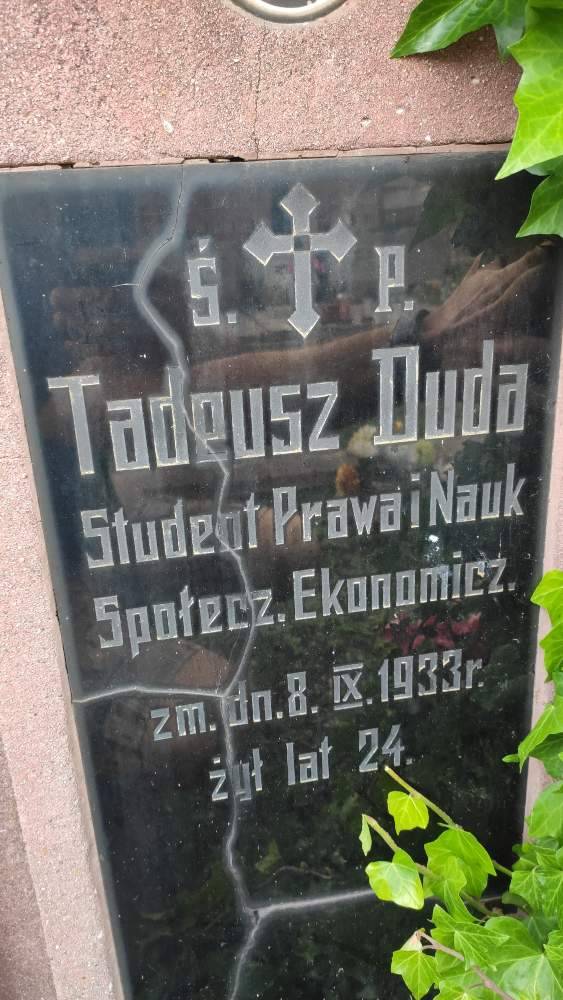 Ś. P.
Tadeusz Duda
Student Prawa i Nauk
Społecz. Ekonomicz.
zm. dn. 8. IX. 1933 r.
żył lat 24.